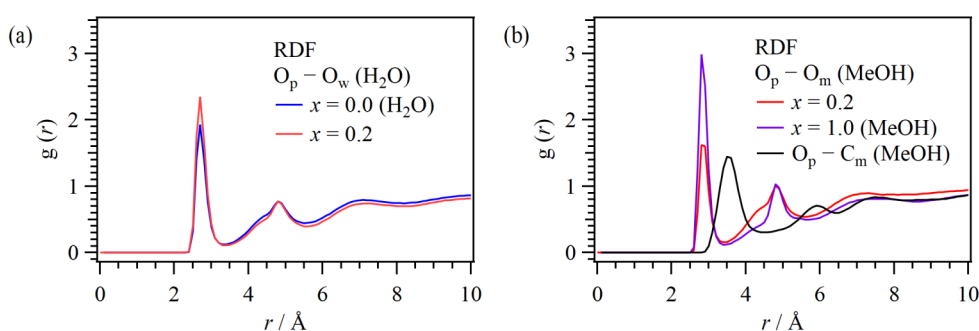 (a)
RDF
Oₚ − O_w (H₂O)
x = 0.0 (H₂O)
x = 0.2
3
2
1
0
g (r)
0 2 4 6 8 10
r / Å
(b)
RDF
Oₚ − Oₘ (MeOH)
x = 0.2
x = 1.0 (MeOH)
Oₚ − Cₘ (MeOH)
3
2
1
0
g (r)
0 2 4 6 8 10
r / Å